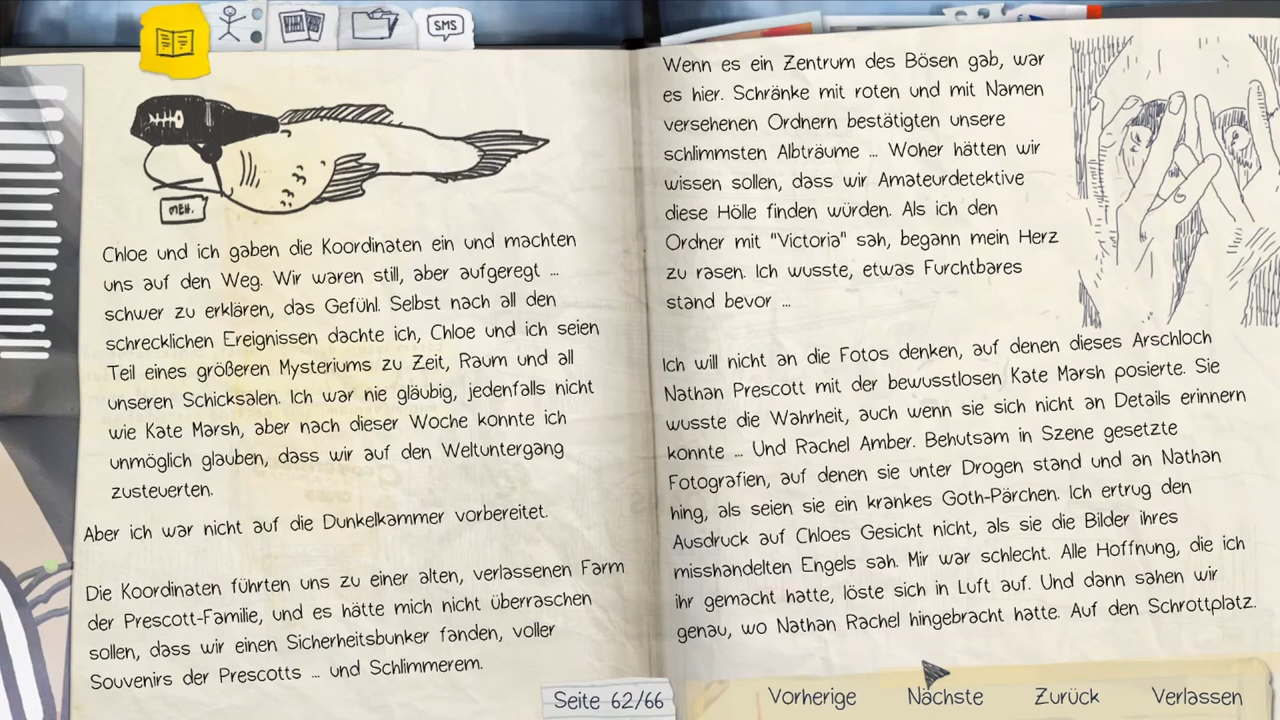 SMS
MEH.
Chloe und ich gaben die Koordinaten ein und machten
uns auf den Weg. Wir waren still, aber aufgeregt ...
schwer zu erklären, das Gefühl. Selbst nach all den
schrecklichen Ereignissen dachte ich, Chloe und ich seien
Teil eines größeren Mysteriums zu Zeit, Raum und all
unseren Schicksalen. Ich war nie gläubig, jedenfalls nicht
wie Kate Marsh, aber nach dieser Woche konnte ich
unmöglich glauben, dass wir auf den Weltuntergang
zusteuerten.
Aber ich war nicht auf die Dunkelkammer vorbereitet.
Die Koordinaten führten uns zu einer alten, verlassenen Farm
der Prescott-Familie, und es hätte mich nicht überraschen
sollen, dass wir einen Sicherheitsbunker fanden, voller
Souvenirs der Prescotts ... und Schlimmerem.
Wenn es ein Zentrum des Bösen gab, war
es hier. Schränke mit roten und mit Namen
versehenen Ordnern bestätigten unsere
schlimmsten Albträume ... Woher hätten wir
wissen sollen, dass wir Amateurdetektive
diese Hölle finden würden. Als ich den
Ordner mit "Victoria" sah, begann mein Herz
zu rasen. Ich wusste, etwas Furchtbares
stand bevor ...
Ich will nicht an die Fotos denken, auf denen dieses Arschloch
Nathan Prescott mit der bewusstlosen Kate Marsh posierte. Sie
wusste die Wahrheit, auch wenn sie sich nicht an Details erinnern
konnte ... Und Rachel Amber. Behutsam in Szene gesetzte
Fotografien, auf denen sie unter Drogen stand und an Nathan
hing, als seien sie ein krankes Goth-Pärchen. Ich ertrug den
Ausdruck auf Chloes Gesicht nicht, als sie die Bilder ihres
misshandelten Engels sah. Mir war schlecht. Alle Hoffnung, die ich
ihr gemacht hatte, löste sich in Luft auf. Und dann sahen wir
genau, wo Nathan Rachel hingebracht hatte. Auf den Schrottplatz.
Seite 62/66
Vorherige
Nächste
Zurück
Verlassen